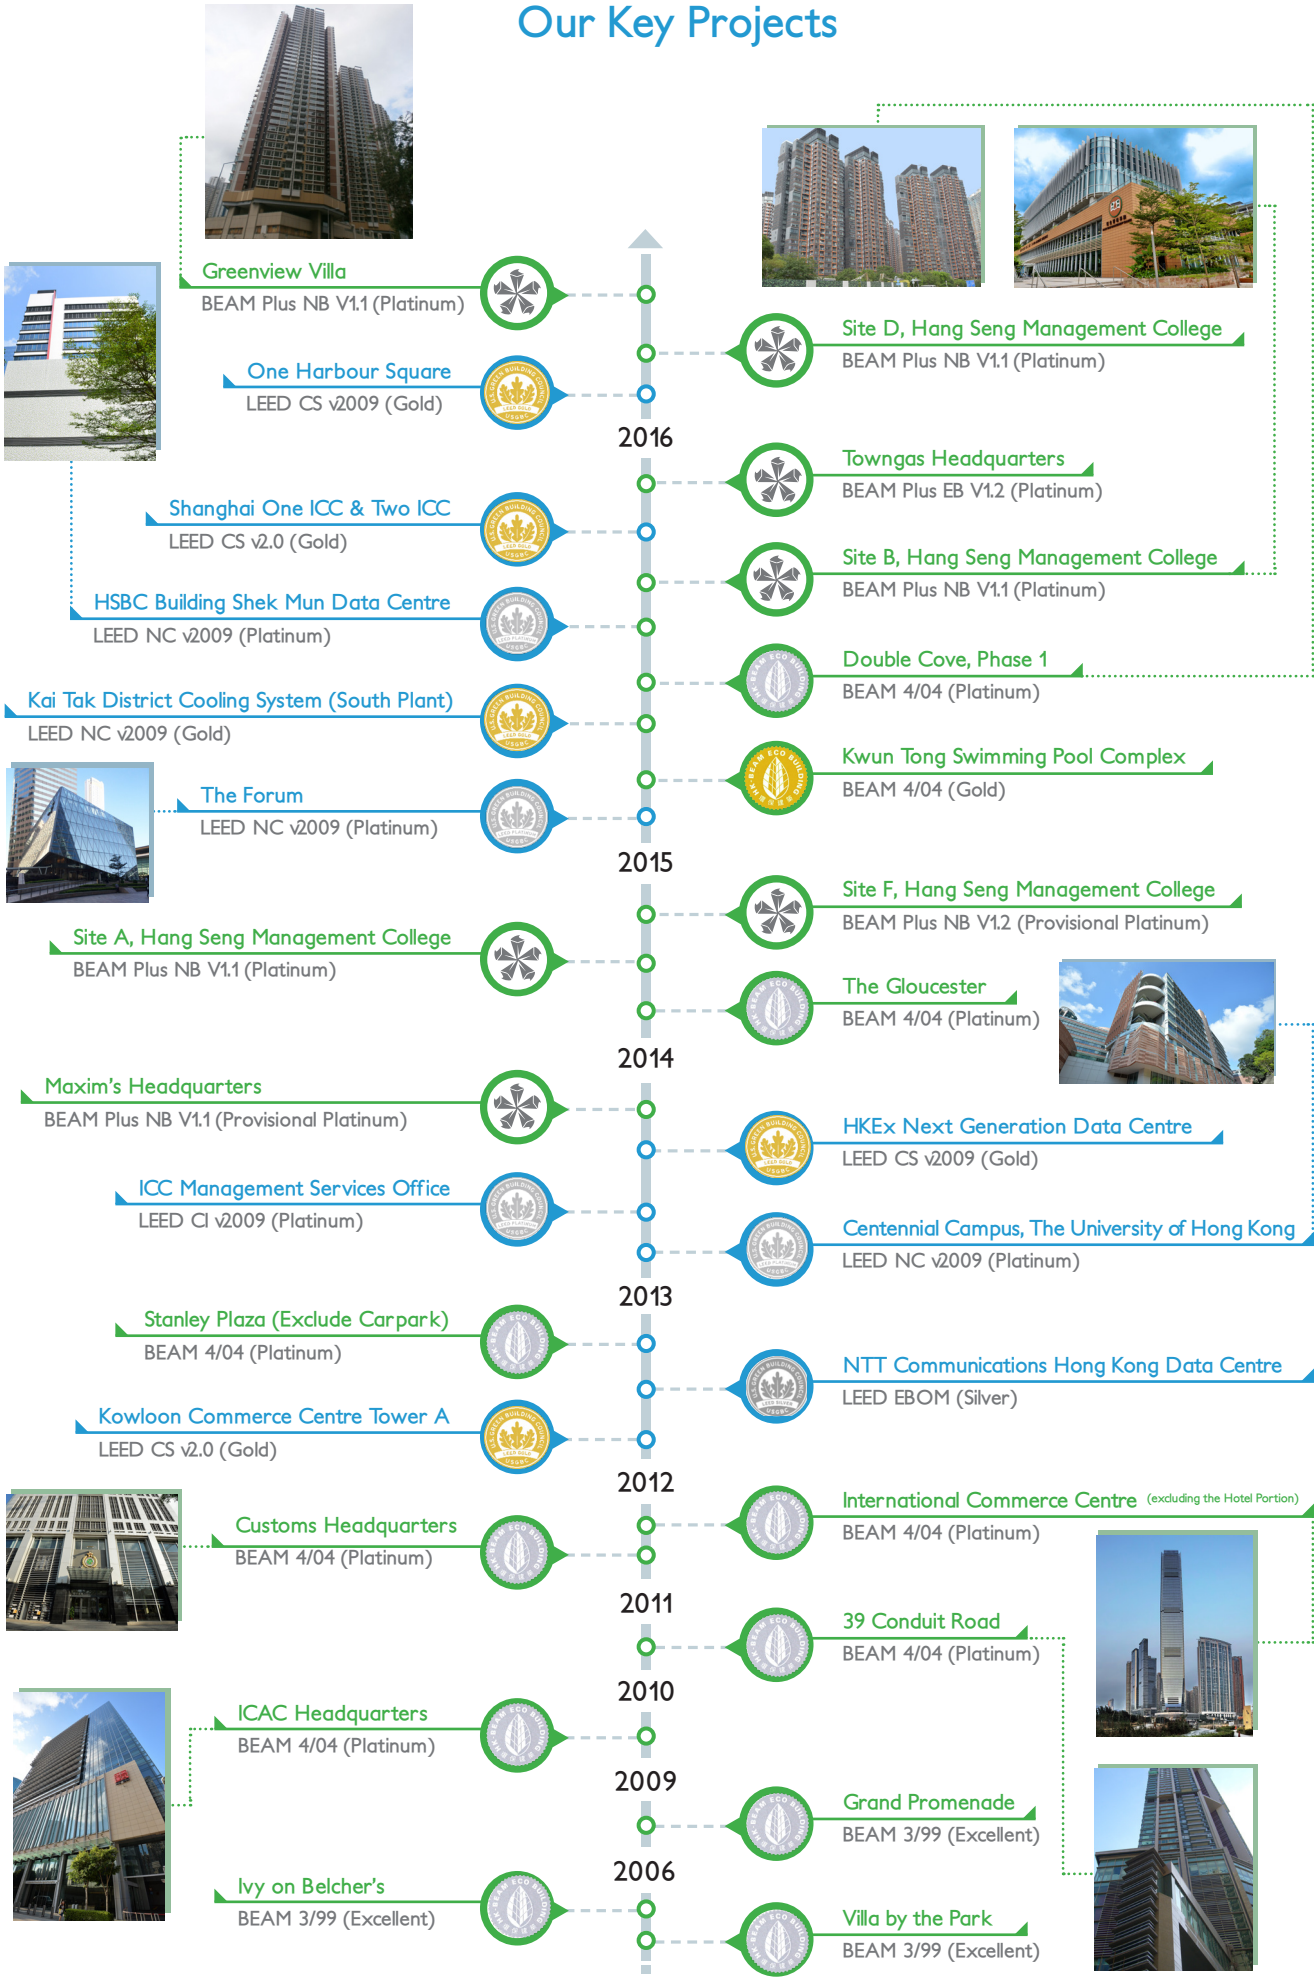 Our Key Projects
Greenview Villa
BEAM Plus NB V1.1 (Platinum)
Site D, Hang Seng Management College
BEAM Plus NB V1.1 (Platinum)
One Harbour Square
LEED CS v2009 (Gold)
2016
Towngas Headquarters
BEAM Plus EB V1.2 (Platinum)
Shanghai One ICC & Two ICC
LEED CS v2.0 (Gold)
Site B, Hang Seng Management College
BEAM Plus NB V1.1 (Platinum)
HSBC Building Shek Mun Data Centre
LEED NC v2009 (Platinum)
Double Cove, Phase 1
BEAM 4/04 (Platinum)
Kai Tak District Cooling System (South Plant)
LEED NC v2009 (Gold)
Kwun Tong Swimming Pool Complex
BEAM 4/04 (Gold)
The Forum
LEED NC v2009 (Platinum)
2015
Site F, Hang Seng Management College
BEAM Plus NB V1.2 (Provisional Platinum)
Site A, Hang Seng Management College
BEAM Plus NB V1.1 (Platinum)
The Gloucester
BEAM 4/04 (Platinum)
2014
Maxim's Headquarters
BEAM Plus NB V1.1 (Provisional Platinum)
HKEx Next Generation Data Centre
LEED CS v2009 (Gold)
ICC Management Services Office
LEED CI v2009 (Platinum)
Centennial Campus, The University of Hong Kong
LEED NC v2009 (Platinum)
2013
Stanley Plaza (Exclude Carpark)
BEAM 4/04 (Platinum)
NTT Communications Hong Kong Data Centre
LEED EBOM (Silver)
Kowloon Commerce Centre Tower A
LEED CS v2.0 (Gold)
2012
International Commerce Centre (excluding the Hotel Portion)
BEAM 4/04 (Platinum)
Customs Headquarters
BEAM 4/04 (Platinum)
2011
39 Conduit Road
BEAM 4/04 (Platinum)
2010
ICAC Headquarters
BEAM 4/04 (Platinum)
2009
Grand Promenade
BEAM 3/99 (Excellent)
2006
Ivy on Belcher's
BEAM 3/99 (Excellent)
Villa by the Park
BEAM 3/99 (Excellent)